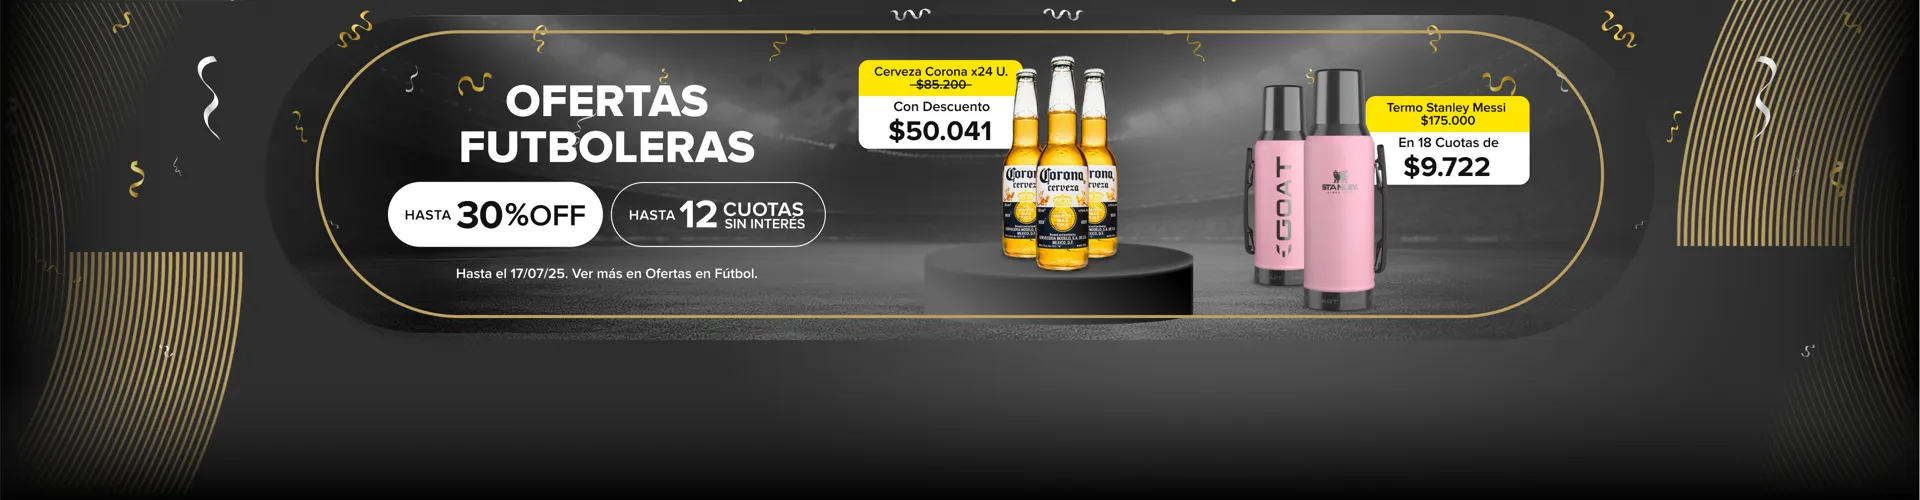 OFERTAS
FUTBOLERAS
HASTA 30%OFF
HASTA 12 CUOTAS
SIN INTERÉS
Hasta el 17/07/25. Ver más en Ofertas en Fútbol.
Cerveza Corona x24 U.
$85.200
Con Descuento
$50.041
Corona
cerveza
Termo Stanley Messi
$175.000
En 18 Cuotas de
$9.722
GOAT
STANLEY